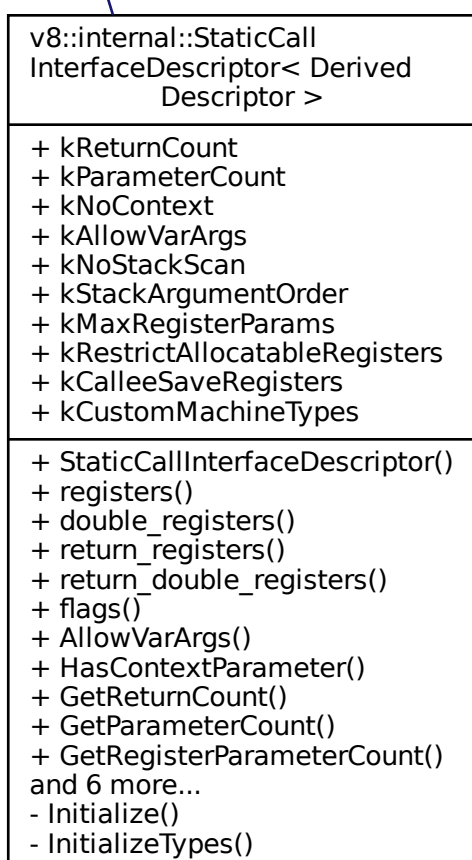 v8::internal::StaticCall
InterfaceDescriptor< Derived
Descriptor >
+ kReturnCount
+ kParameterCount
+ kNoContext
+ kAllowVarArgs
+ kNoStackScan
+ kStackArgumentOrder
+ kMaxRegisterParams
+ kRestrictAllocatableRegisters
+ kCalleeSaveRegisters
+ kCustomMachineTypes
+ StaticCallInterfaceDescriptor()
+ registers()
+ double_registers()
+ return_registers()
+ return_double_registers()
+ flags()
+ AllowVarArgs()
+ HasContextParameter()
+ GetReturnCount()
+ GetParameterCount()
+ GetRegisterParameterCount()
and 6 more...
- Initialize()
- InitializeTypes()